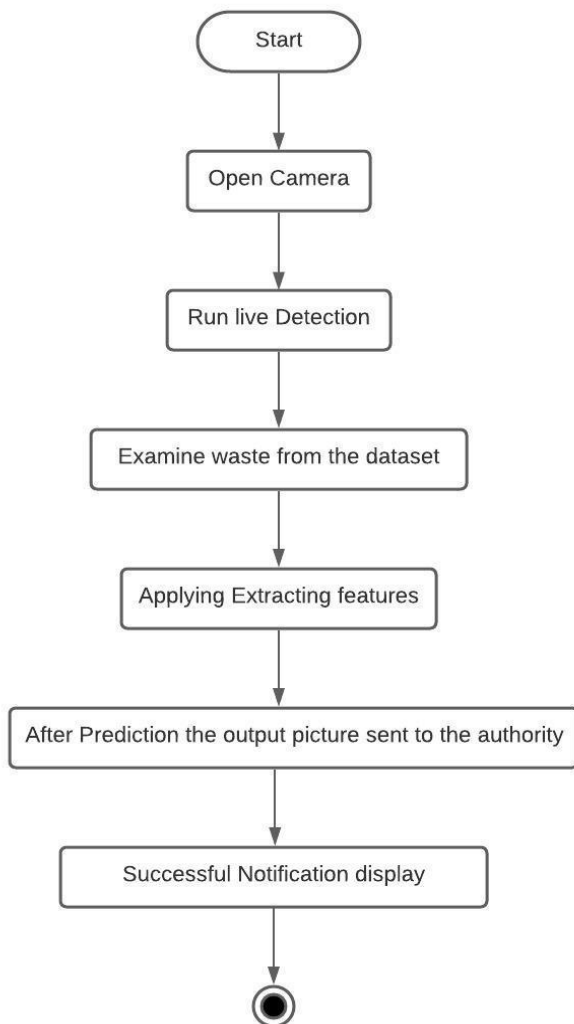 Start
Open Camera
Run live Detection
Examine waste from the dataset
Applying Extracting features
After Prediction the output picture sent to the authority
Successful Notification display